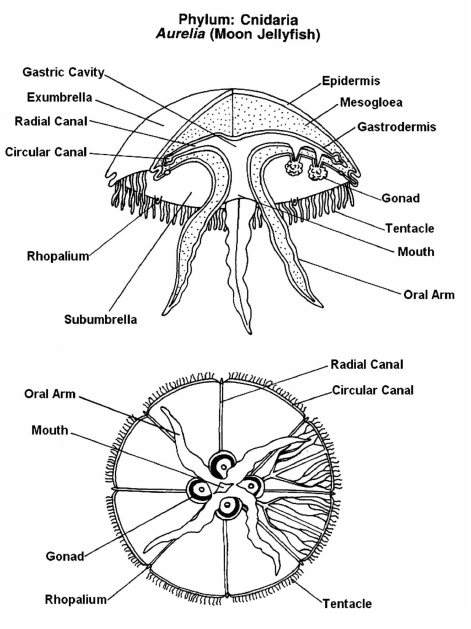 Phylum: Cnidaria
Aurelia (Moon Jellyfish)
Gastric Cavity
Exumbrella
Radial Canal
Circular Canal
Rhopalium
Subumbrella
Epidermis
Mesogloea
Gastrodermis
Gonad
Tentacle
Mouth
Oral Arm
Radial Canal
Circular Canal
Oral Arm
Mouth
Gonad
Rhopalium
Tentacle